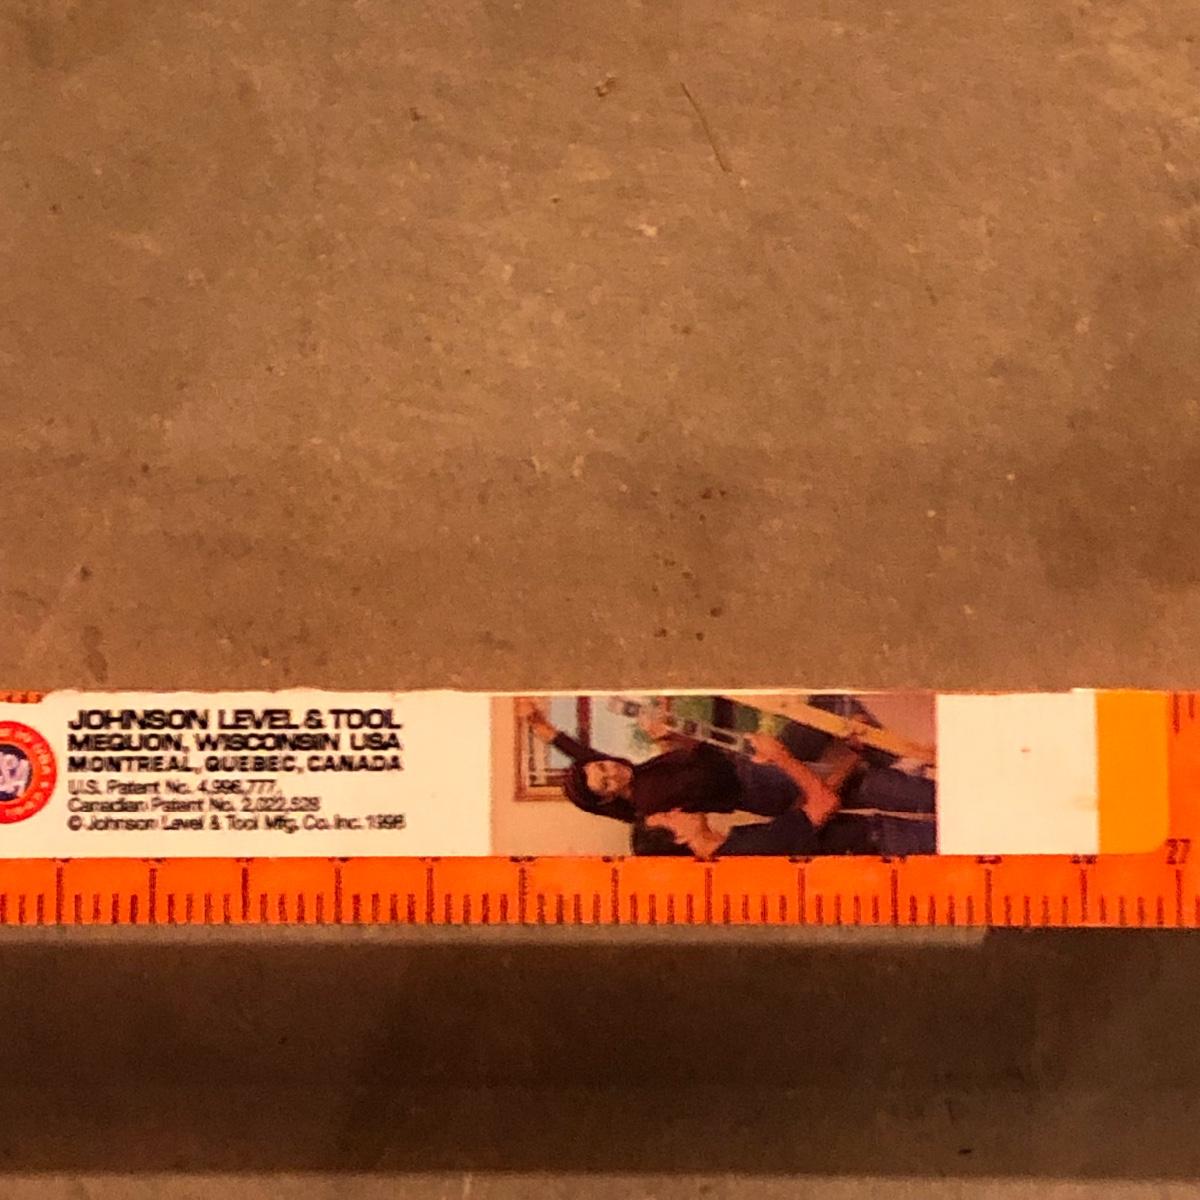 JOHNSON LEVEL & TOOL
MEQUON, WISCONSIN USA
MONTREAL, QUEBEC, CANADA
U.S. Patent No. 4,996,777,
Canadian Patent No. 2,022,528
© Johnson Level & Tool Mfg. Co. Inc. 1996
27